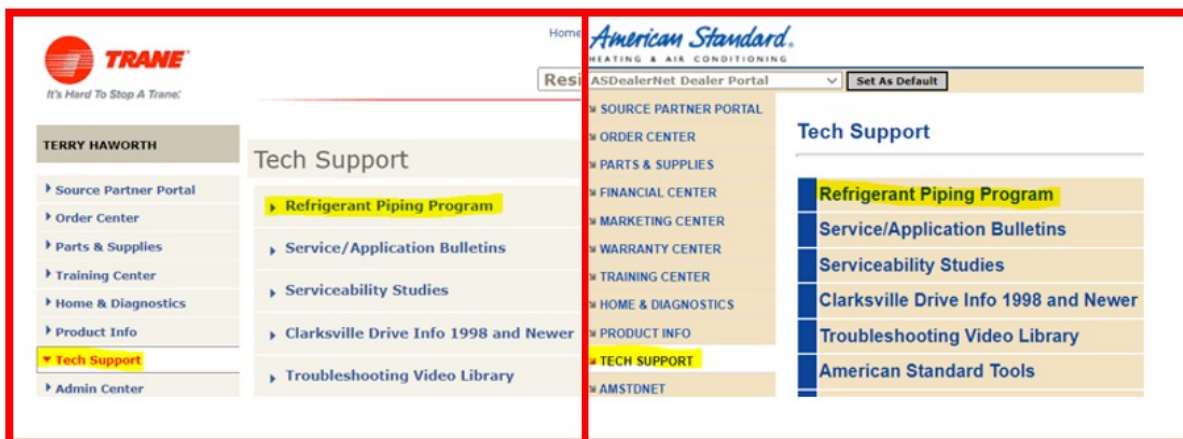 TRANE
It's Hard To Stop A Trane.
Home
Resi
TERRY HAWORTH
Source Partner Portal
Order Center
Parts & Supplies
Training Center
Home & Diagnostics
Product Info
Tech Support
Admin Center
Tech Support
Refrigerant Piping Program
Service/Application Bulletins
Serviceability Studies
Clarksville Drive Info 1998 and Newer
Troubleshooting Video Library
American Standard.
HEATING & AIR CONDITIONING
ASDealerNet Dealer Portal
Set As Default
SOURCE PARTNER PORTAL
ORDER CENTER
PARTS & SUPPLIES
FINANCIAL CENTER
MARKETING CENTER
WARRANTY CENTER
TRAINING CENTER
HOME & DIAGNOSTICS
PRODUCT INFO
TECH SUPPORT
AMSTDNET
Tech Support
Refrigerant Piping Program
Service/Application Bulletins
Serviceability Studies
Clarksville Drive Info 1998 and Newer
Troubleshooting Video Library
American Standard Tools